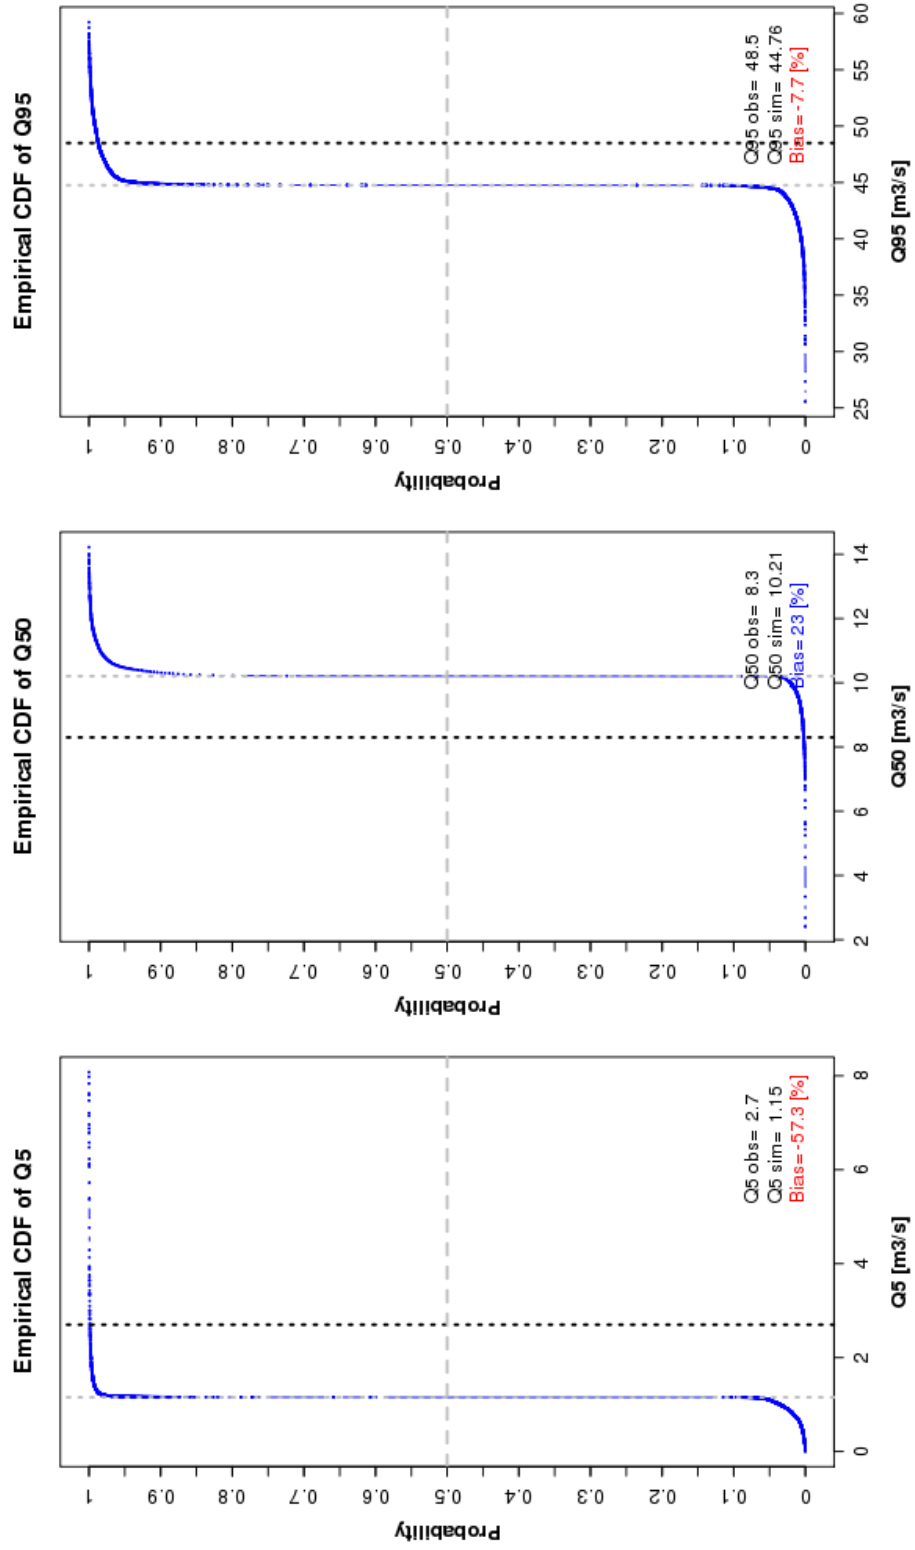 Empirical CDF of Q5
Probability
1
0.9
0.8
0.7
0.6
0.5
0.4
0.3
0.2
0.1
0
Q5 obs= 2.7
Q5 sim= 1.15
Bias= -57.3 [%]
0 2 4 6 8
Q5 [m3/s]
Empirical CDF of Q50
Probability
1
0.9
0.8
0.7
0.6
0.5
0.4
0.3
0.2
0.1
0
Q50 obs= 8.3
Q50 sim= 10.21
Bias= 23 [%]
2 4 6 8 10 12 14
Q50 [m3/s]
Empirical CDF of Q95
Probability
1
0.9
0.8
0.7
0.6
0.5
0.4
0.3
0.2
0.1
0
Q95 obs= 48.5
Q95 sim= 44.76
Bias= -7.7 [%]
25 30 35 40 45 50 55 60
Q95 [m3/s]